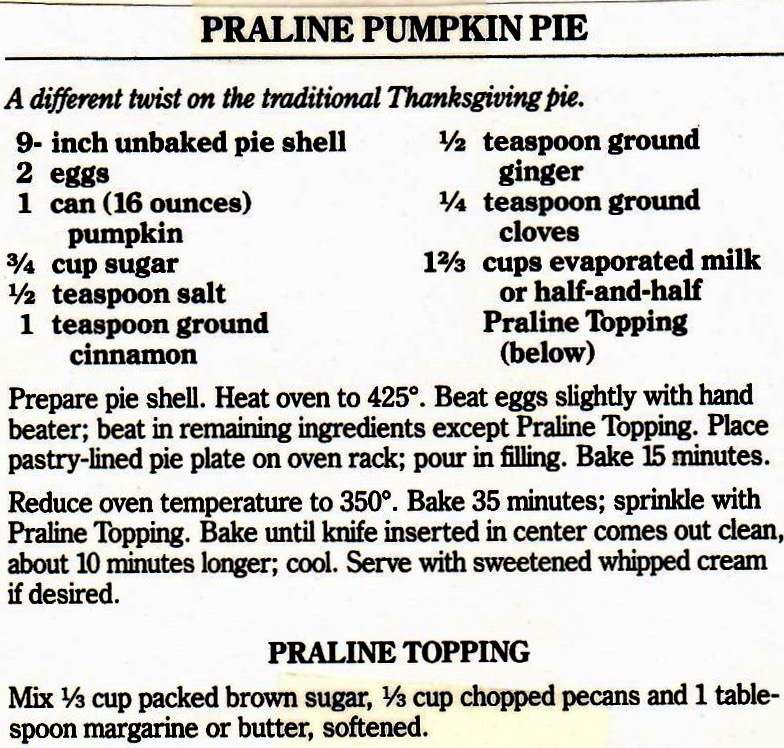 PRALINE PUMPKIN PIE
A different twist on the traditional Thanksgiving pie.
9- inch unbaked pie shell
2 eggs
1 can (16 ounces)
pumpkin
¾ cup sugar
½ teaspoon salt
1 teaspoon ground
cinnamon
½ teaspoon ground
ginger
¼ teaspoon ground
cloves
1⅔ cups evaporated milk
or half-and-half
Praline Topping
(below)
Prepare pie shell. Heat oven to 425°. Beat eggs slightly with hand
beater; beat in remaining ingredients except Praline Topping. Place
pastry-lined pie plate on oven rack; pour in filling. Bake 15 minutes.
Reduce oven temperature to 350°. Bake 35 minutes; sprinkle with
Praline Topping. Bake until knife inserted in center comes out clean,
about 10 minutes longer; cool. Serve with sweetened whipped cream
if desired.
PRALINE TOPPING
Mix ⅓ cup packed brown sugar, ⅓ cup chopped pecans and 1 table-
spoon margarine or butter, softened.